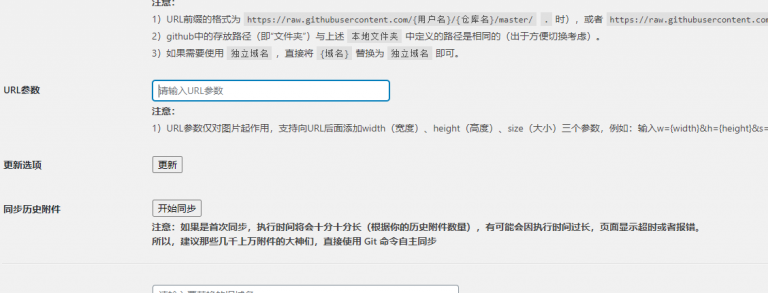 注意：
1）URL前缀的格式为 https://raw.githubusercontent.com/{用户名}/{仓库名}/master/ . 时），或者 https://raw.githubusercontent.com
2）github中的存放路径（即“文件夹”）与上述 本地文件夹 中定义的路径是相同的（出于方便切换考虑）。
3）如果需要使用 独立域名 ，直接将 {域名} 替换为 独立域名 即可。
URL参数 请输入URL参数
注意：
1）URL参数仅对图片起作用，支持向URL后面添加width（宽度）、height（高度）、size（大小）三个参数，例如：输入w={width}&h={height}&s=
更新选项 更新
同步历史附件 开始同步
注意：如果是首次同步，执行时间将会十分十分长（根据你的历史附件数量），有可能会因执行时间过长，页面显示超时或者报错。
所以，建议那些几千上万附件的大神们，直接使用 Git 命令自主同步